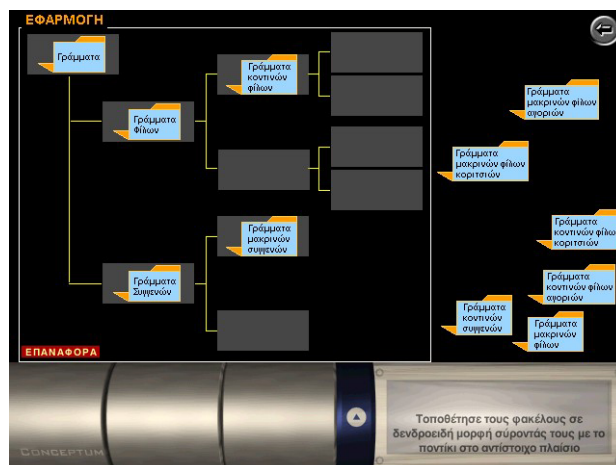 ΕΦΑΡΜΟΓΗ
Γράμματα
Γράμματα
Φίλων
Γράμματα
κοντινών
φίλων
Γράμματα
μακρινών
συγγενών
Γράμματα
Συγγενών
Γράμματα
μακρινών φίλων
αγοριών
Γράμματα
μακρινών φίλων
κοριτσιών
Γράμματα
κοντινών φίλων
κοριτσιών
Γράμματα
κοντινών φίλων
αγοριών
Γράμματα
κοντινών
συγγενών
Γράμματα
μακρινών
φίλων
ΕΠΑΝΑΦΟΡΑ
CONCEPTUM
Τοποθέτησε τους φακέλους σε
δενδροειδή μορφή σύροντάς τους με το
ποντίκι στο αντίστοιχο πλαίσιο